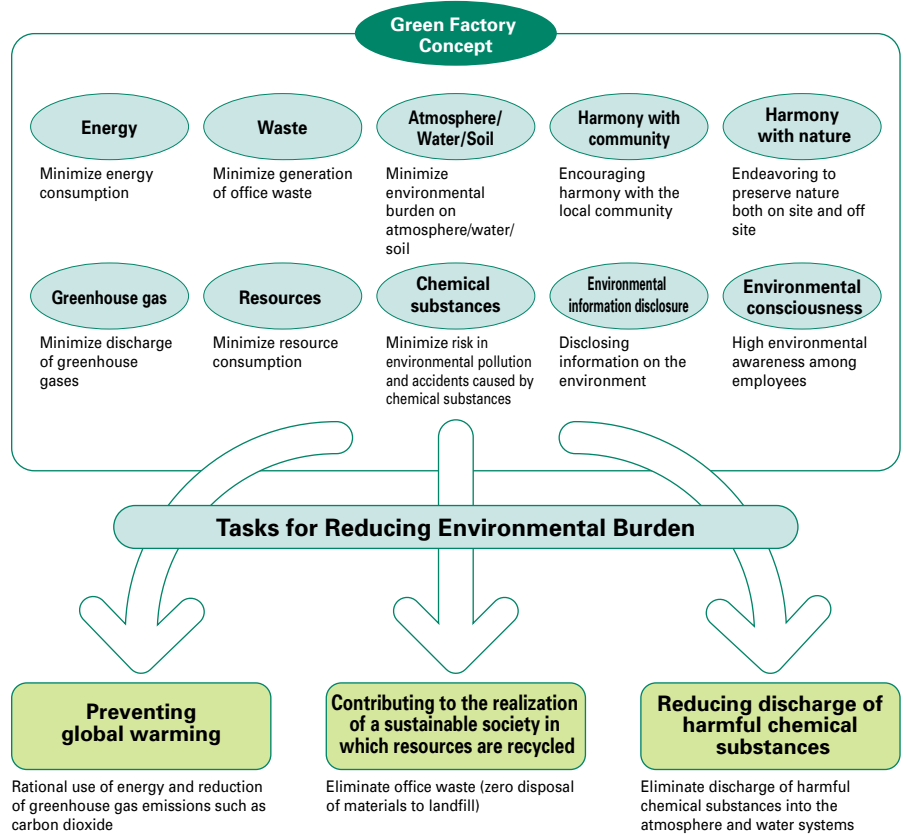 Green Factory
Concept
Energy
Minimize energy
consumption
Waste
Minimize generation
of office waste
Atmosphere/
Water/Soil
Minimize
environmental
burden on
atmosphere/water/
soil
Harmony with
community
Encouraging
harmony with the
local community
Harmony
with nature
Endeavoring to
preserve nature
both on site and off
site
Greenhouse gas
Minimize discharge
of greenhouse
gases
Resources
Minimize resource
consumption
Chemical
substances
Minimize risk in
environmental pollution
and accidents caused by
chemical substances
Environmental
information disclosure
Disclosing
information on the
environment
Environmental
consciousness
High environmental
awareness among
employees
Tasks for Reducing Environmental Burden
Preventing
global warming
Rational use of energy and reduction
of greenhouse gas emissions such as
carbon dioxide
Contributing to the realization
of a sustainable society in
which resources are recycled
Eliminate office waste (zero disposal
of materials to landfill)
Reducing discharge of
harmful chemical
substances
Eliminate discharge of harmful
chemical substances into the
atmosphere and water systems